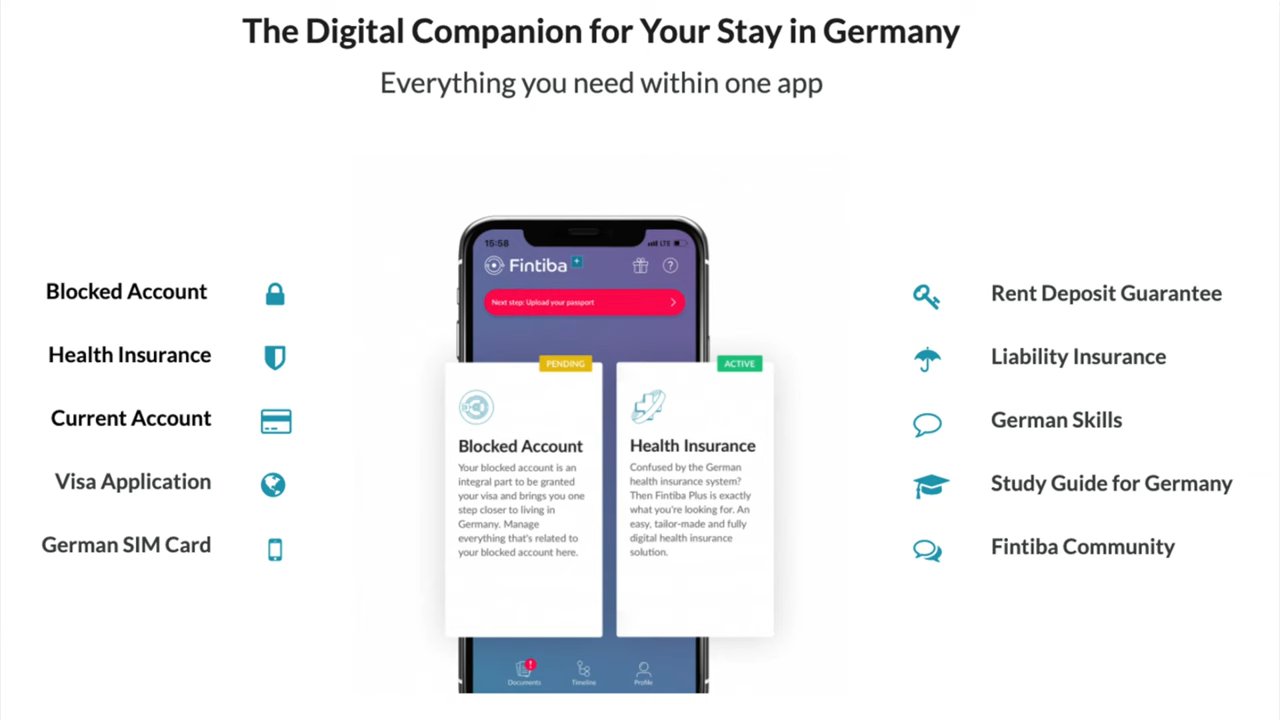 The Digital Companion for Your Stay in Germany
Everything you need within one app
Blocked Account
Health Insurance
Current Account
Visa Application
German SIM Card
15:58
LTE
Fintiba +
?
Next step: Upload your passport
PENDING
Blocked Account
Your blocked account is an
integral part to be granted
your visa and brings you one
step closer to living in
Germany. Manage
everything that's related to
your blocked account here.
ACTIVE
Health Insurance
Confused by the German
health insurance system?
Then Fintiba Plus is exactly
what you're looking for. An
easy, tailor-made and fully
digital health insurance
solution.
!
Documents
Timeline
Profile
Rent Deposit Guarantee
Liability Insurance
German Skills
Study Guide for Germany
Fintiba Community